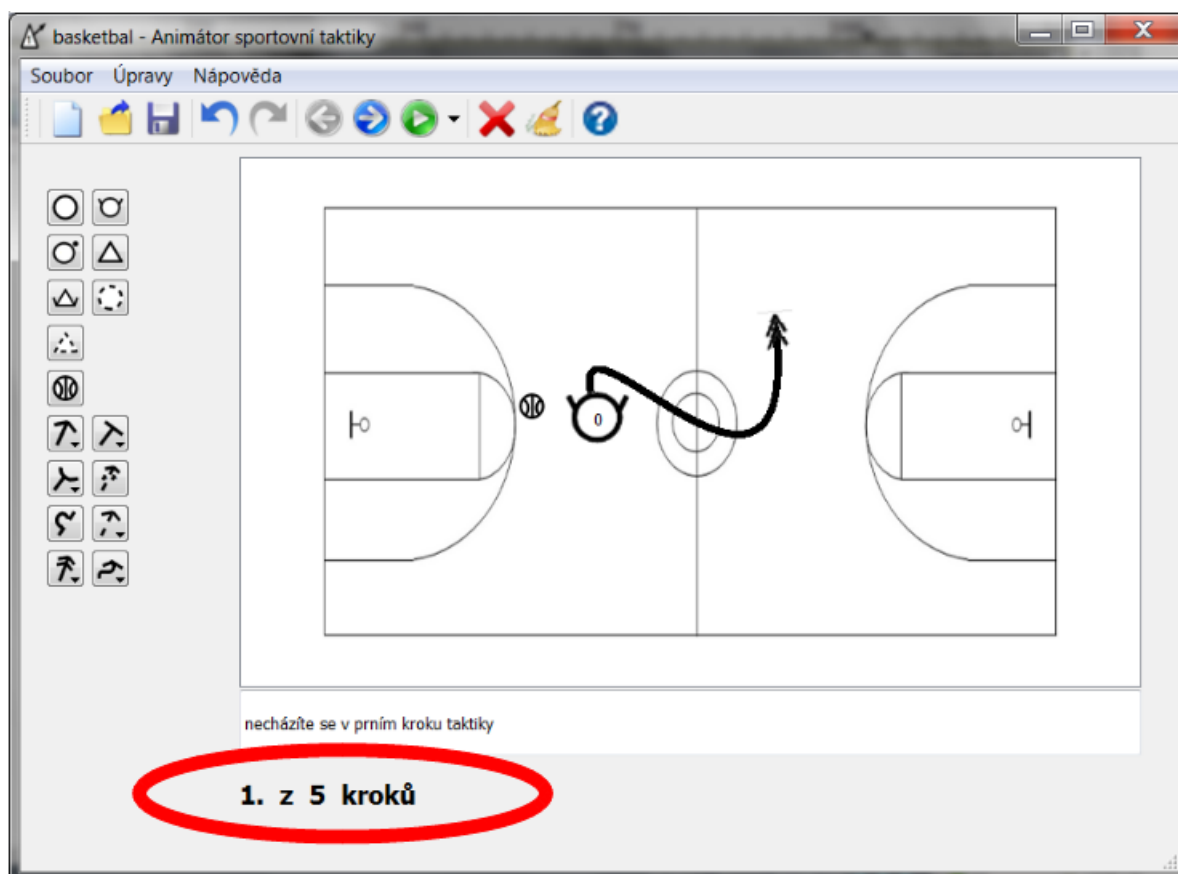 basketbal - Animátor sportovní taktiky
Soubor Úpravy Nápověda
0
necházíte se v prním kroku taktiky
1. z 5 kroků